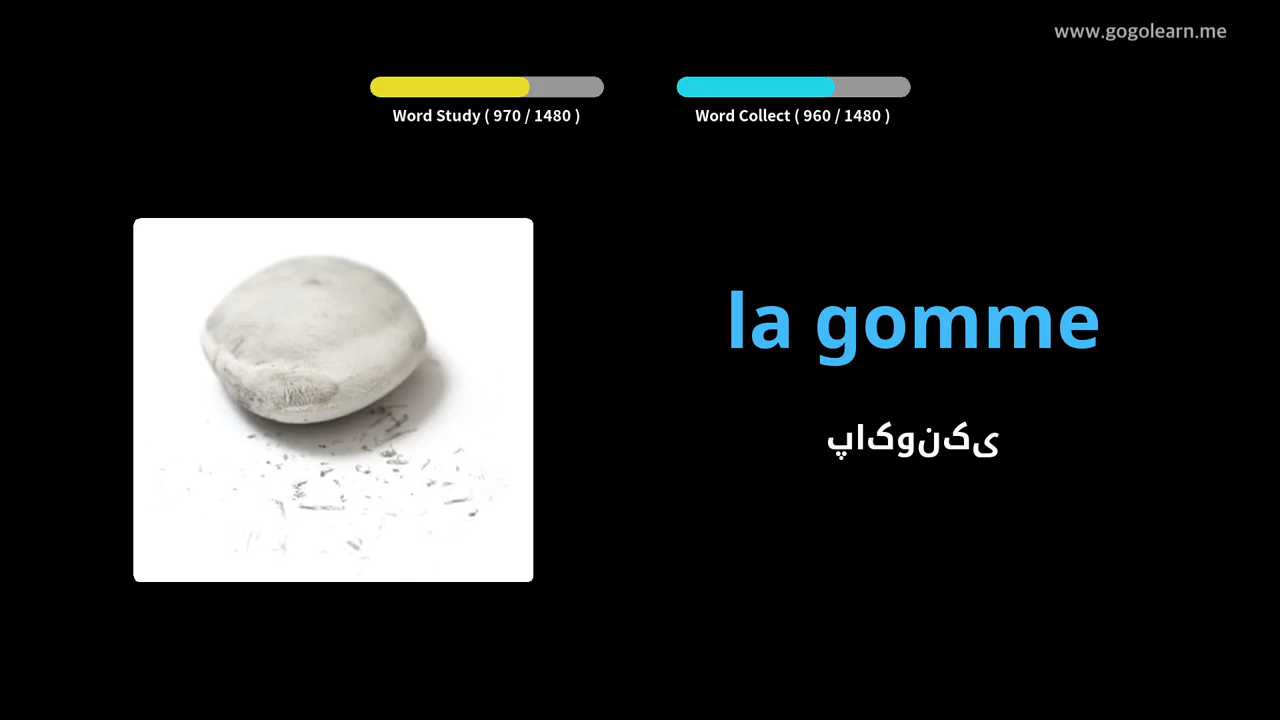 www.gogolearn.me
Word Study ( 970 / 1480 )
Word Collect ( 960 / 1480 )
la gomme
پاکونکی